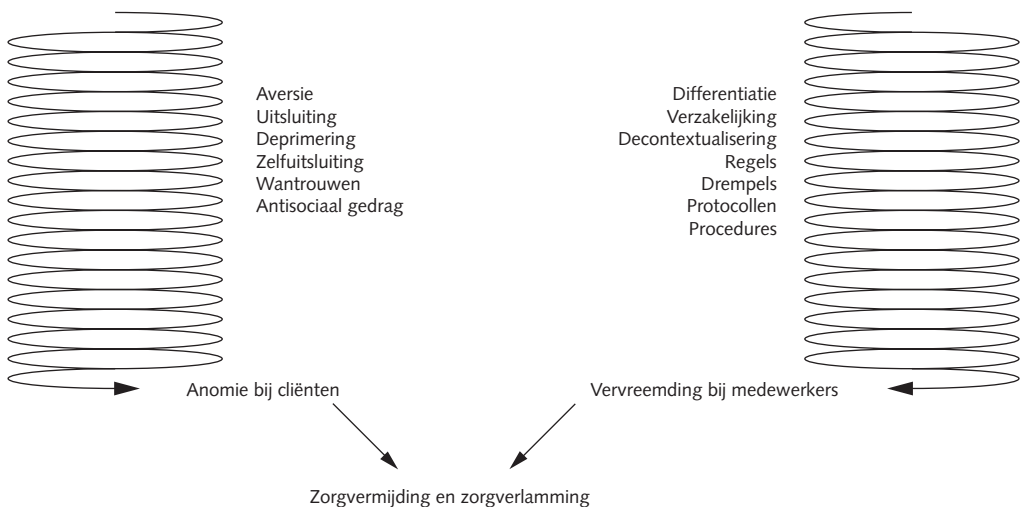 Aversie
Uitsluiting
Deprimering
Zelfuitsluiting
Wantrouwen
Antisociaal gedrag
Differentiatie
Verzakelijking
Decontextualisering
Regels
Drempels
Protocollen
Procedures
Anomie bij cliënten
Vervreemding bij medewerkers
Zorgvermijding en zorgverlamming